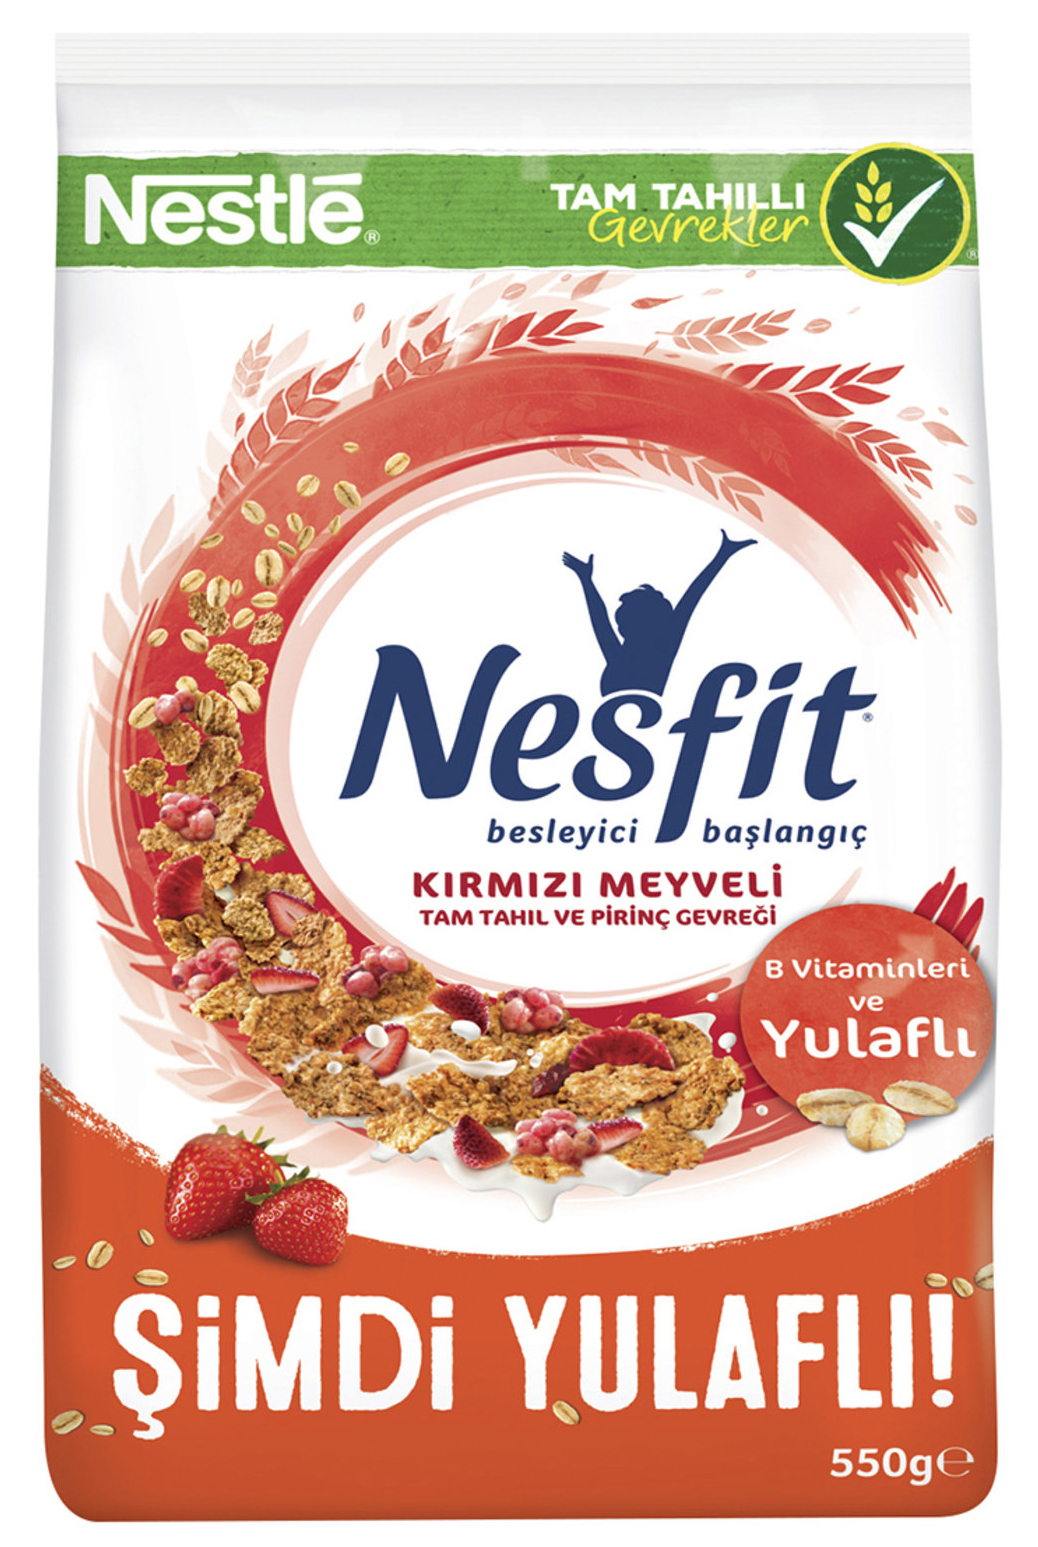 Nestlé®
TAM TAHILLI
Gevrekler
®
Nesfit®
besleyici başlangıç
KIRMIZI MEYVELİ
TAM TAHIL VE PİRİNÇ GEVREĞİ
B Vitaminleri
ve
Yulaflı
ŞİMDİ YULAFLI!
550g℮